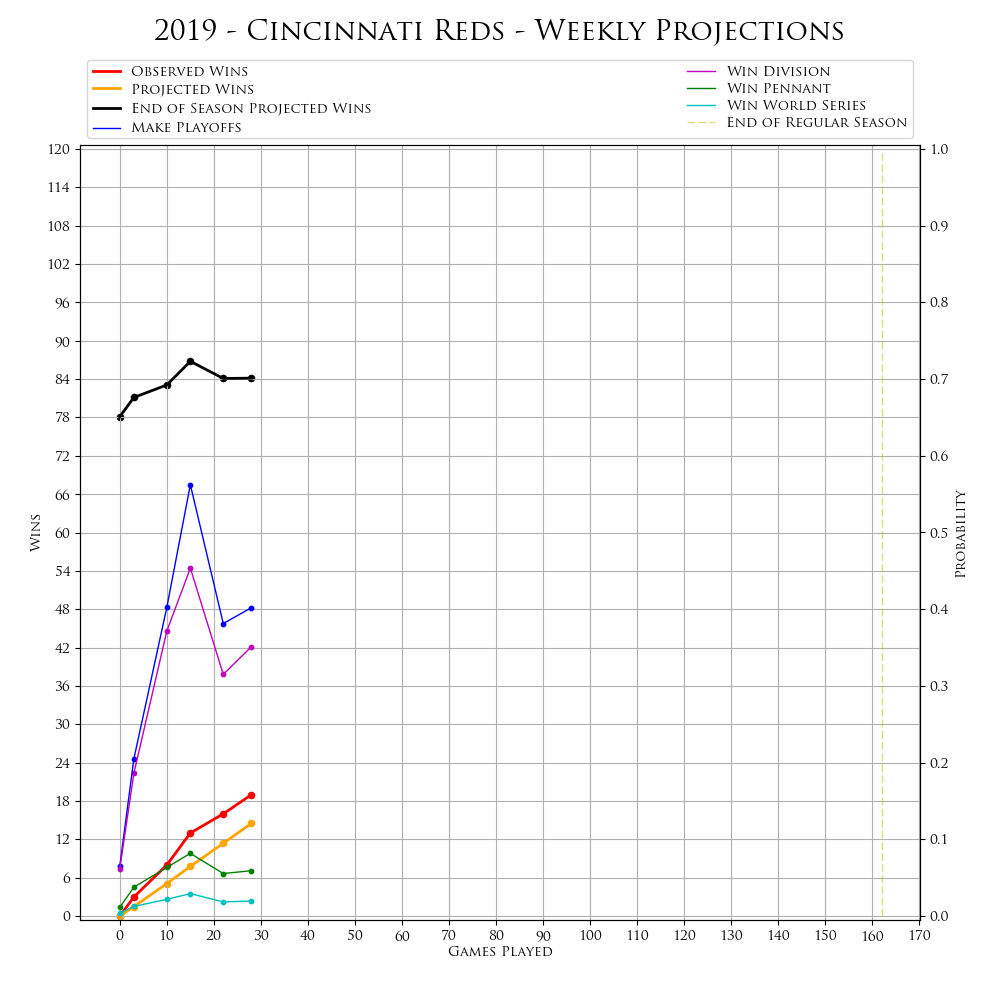 2019 - Cincinnati Reds - Weekly Projections
Observed Wins
Projected Wins
End of Season Projected Wins
Make Playoffs
Win Division
Win Pennant
Win World Series
End of Regular Season
120
114
108
102
96
90
84
78
72
66
60
54
48
42
36
30
24
18
12
6
0
Wins
1.0
0.9
0.8
0.7
0.6
0.5
0.4
0.3
0.2
0.1
0.0
Probability
0 10 20 30 40 50 60 70 80 90 100 110 120 130 140 150 160 170
Games Played